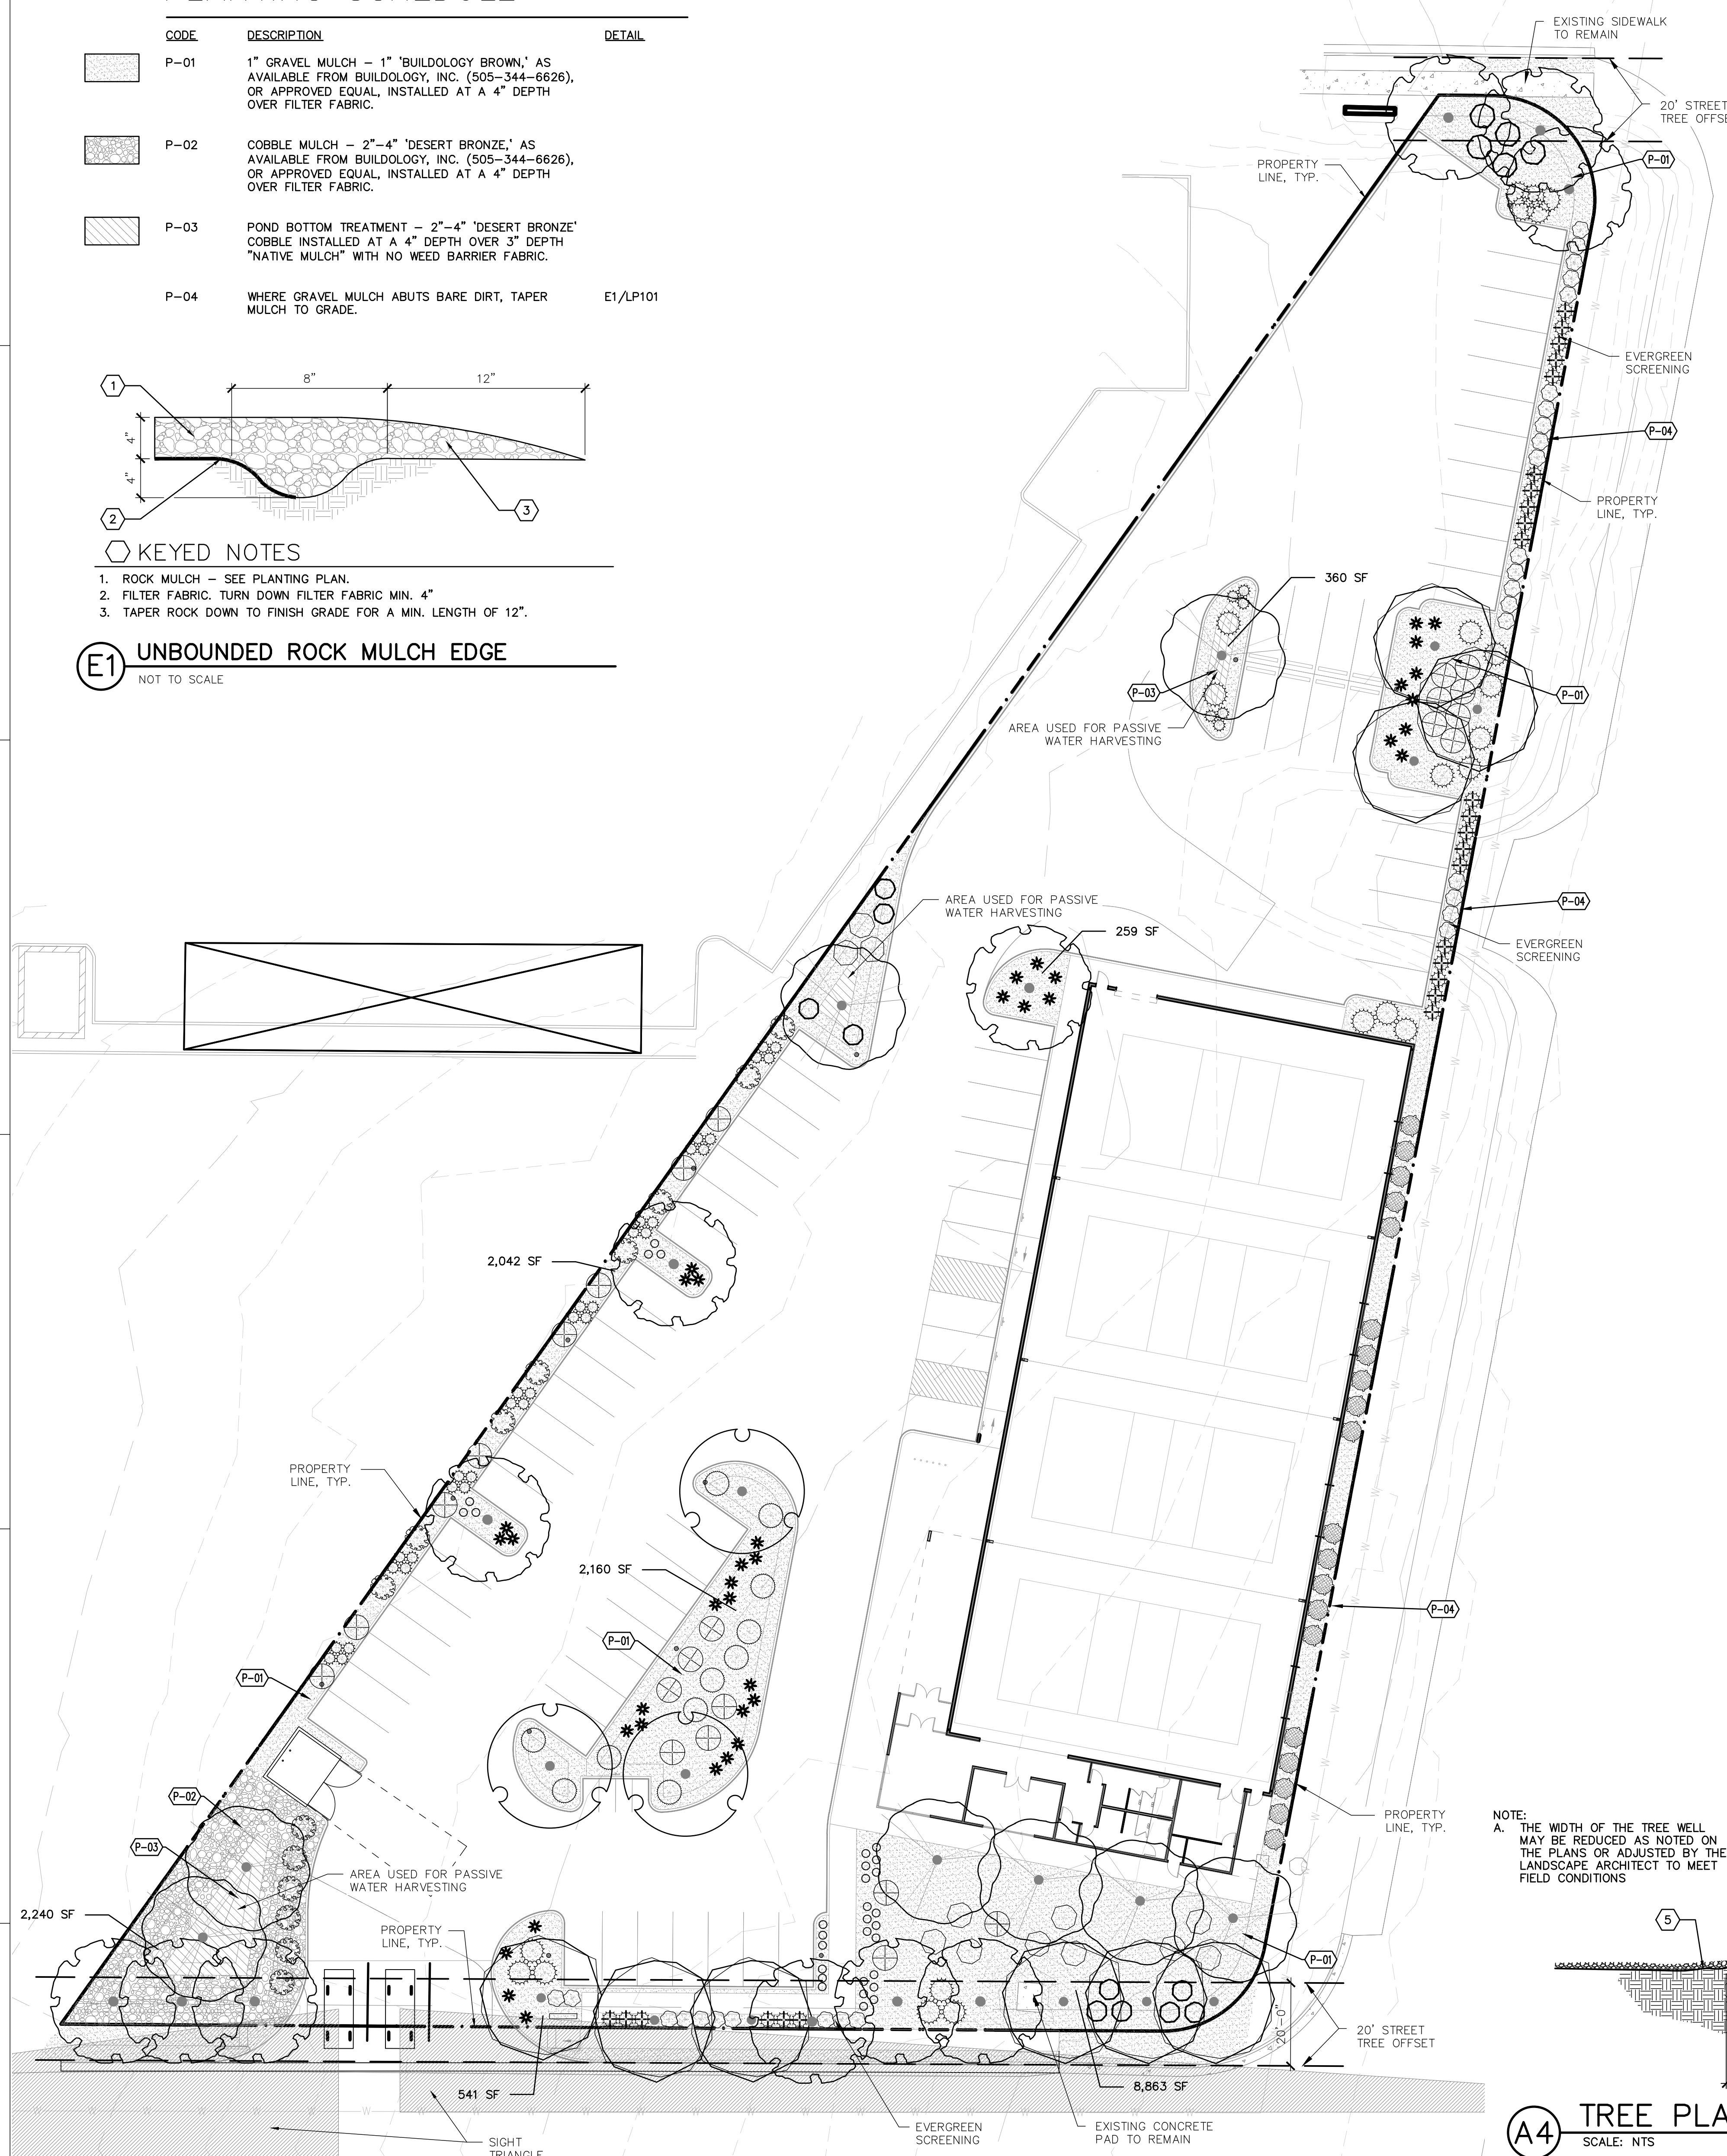 CODE DESCRIPTION DETAIL
P-01 1" GRAVEL MULCH – 1" 'BUILDOLOGY BROWN,' AS
AVAILABLE FROM BUILDOLOGY, INC. (505-344-6626),
OR APPROVED EQUAL, INSTALLED AT A 4" DEPTH
OVER FILTER FABRIC.
P-02 COBBLE MULCH – 2"-4" 'DESERT BRONZE,' AS
AVAILABLE FROM BUILDOLOGY, INC. (505-344-6626),
OR APPROVED EQUAL, INSTALLED AT A 4" DEPTH
OVER FILTER FABRIC.
P-03 POND BOTTOM TREATMENT – 2"-4" 'DESERT BRONZE'
COBBLE INSTALLED AT A 4" DEPTH OVER 3" DEPTH
"NATIVE MULCH" WITH NO WEED BARRIER FABRIC.
P-04 WHERE GRAVEL MULCH ABUTS BARE DIRT, TAPER E1/LP101
MULCH TO GRADE.
1
8"
12"
4"
4"
2
3
KEYED NOTES
1. ROCK MULCH – SEE PLANTING PLAN.
2. FILTER FABRIC. TURN DOWN FILTER FABRIC MIN. 4"
3. TAPER ROCK DOWN TO FINISH GRADE FOR A MIN. LENGTH OF 12".
E1 UNBOUNDED ROCK MULCH EDGE
NOT TO SCALE
EXISTING SIDEWALK
TO REMAIN
20' STREET
TREE
P-01
PROPERTY
LINE, TYP.
EVERGREEN
SCREENING
P-04
PROPERTY
LINE, TYP.
360 SF
P-03
P-01
AREA USED FOR PASSIVE
WATER HARVESTING
AREA USED FOR PASSIVE
WATER HARVESTING
P-04
259 SF
EVERGREEN
SCREENING
2,042 SF
PROPERTY
LINE, TYP.
2,160 SF
P-01
P-04
P-01
P-02
P-03
AREA USED FOR PASSIVE
WATER HARVESTING
2,240 SF
PROPERTY
LINE, TYP.
PROPERTY
LINE, TYP.
NOTE:
A. THE WIDTH OF THE TREE WELL
MAY BE REDUCED AS NOTED ON
THE PLANS OR ADJUSTED BY THE
LANDSCAPE ARCHITECT TO MEET
FIELD CONDITIONS
5
P-01
20'-0"
20' STREET
TREE OFFSET
541 SF
8,863 SF
EVERGREEN
SCREENING
EXISTING CONCRETE
PAD TO REMAIN
SIGHT
TRIANGLE
A4 TREE
SCALE: NTS